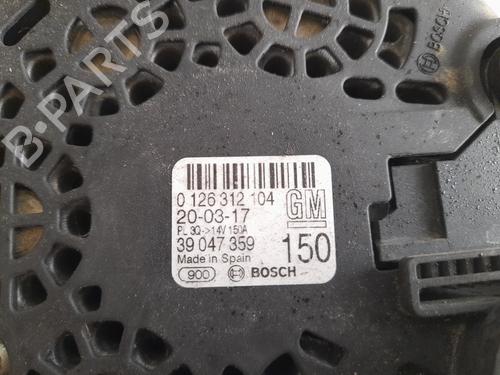 B-PARTS
BOSCH
0 126 312 104
20-03-17
GM
PL 3Q->14V 150A
39 047 359
150
Made in Spain
900 BOSCH